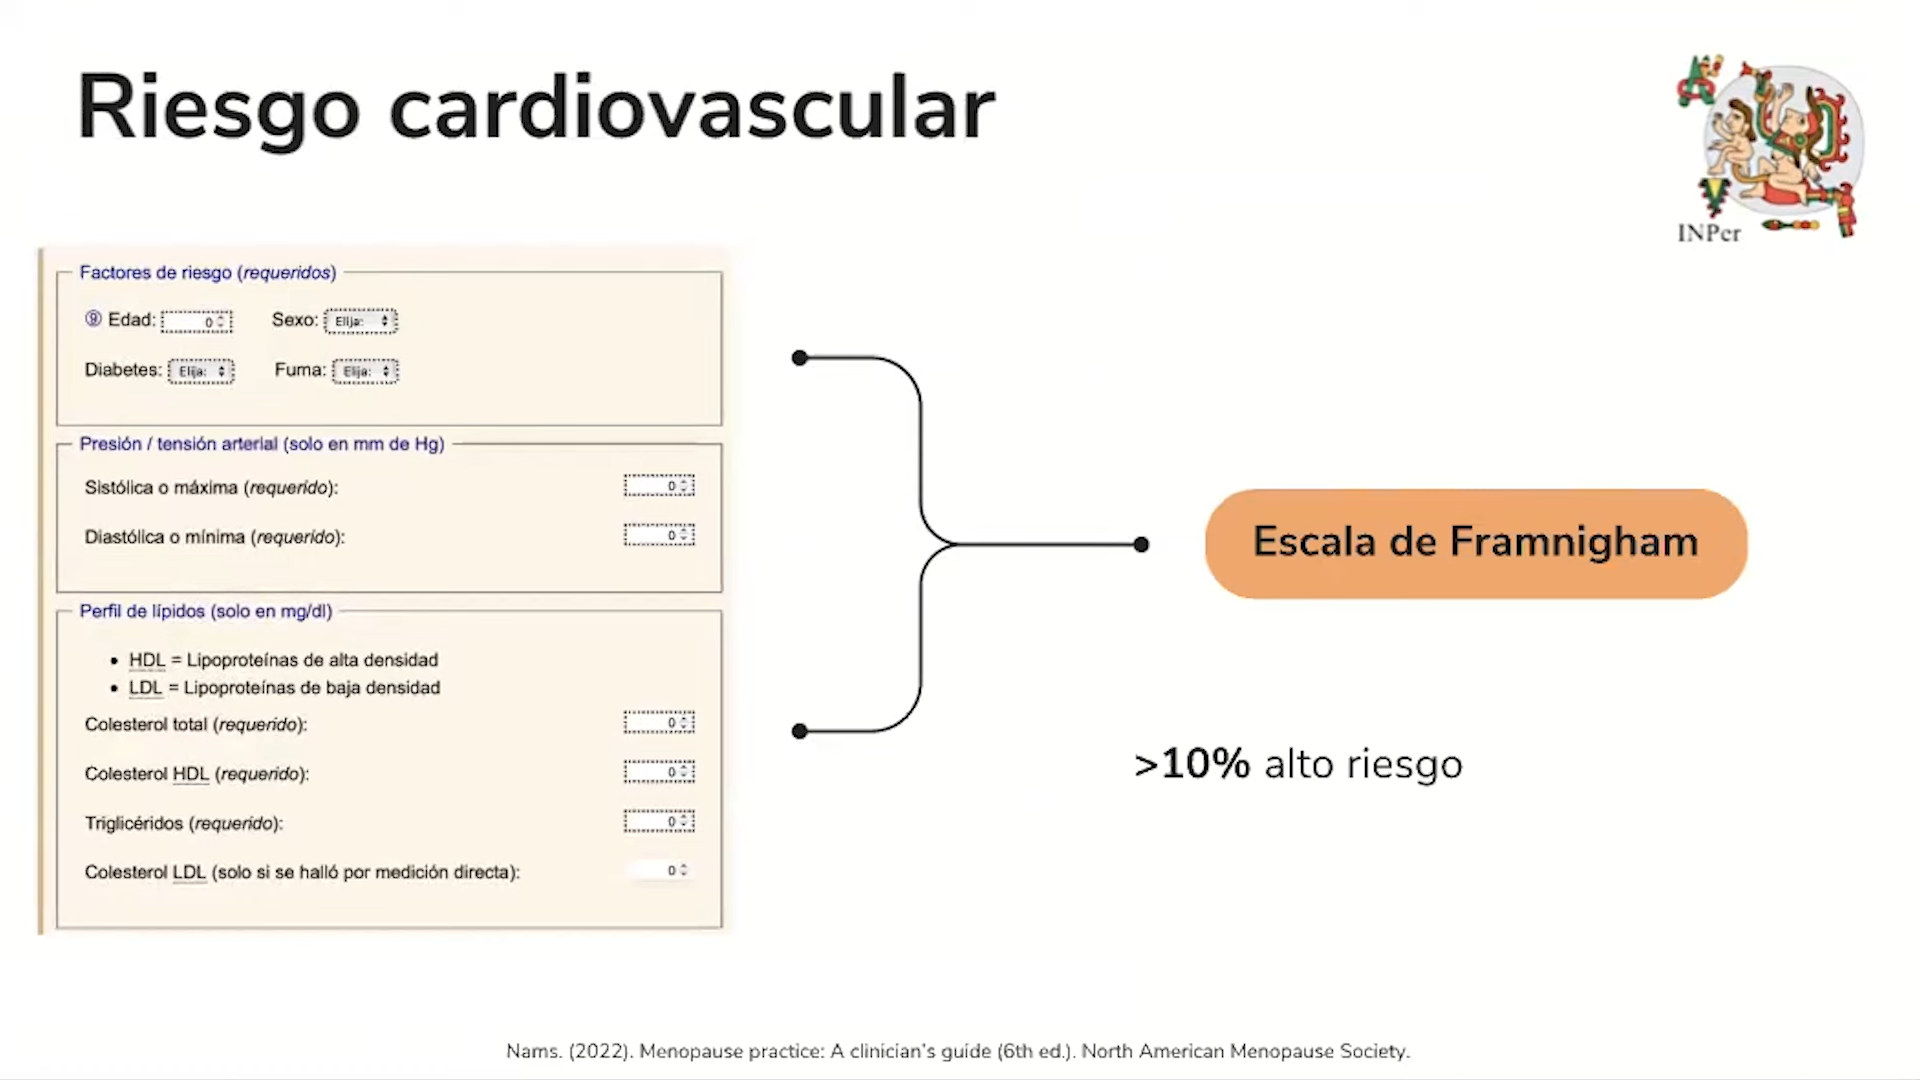 Riesgo cardiovascular
INPer
Factores de riesgo (requeridos)
Edad: 0 Sexo: Elija:
Diabetes: Elija: Fuma: Elija:
Presión / tensión arterial (solo en mm de Hg)
Sistólica o máxima (requerido): 0
Diastólica o mínima (requerido): 0
Perfil de lípidos (solo en mg/dl)
• HDL = Lipoproteínas de alta densidad
• LDL = Lipoproteínas de baja densidad
Colesterol total (requerido): 0
Colesterol HDL (requerido): 0
Triglicéridos (requerido): 0
Colesterol LDL (solo si se halló por medición directa): 0
Escala de Framnigham
>10% alto riesgo
Nams. (2022). Menopause practice: A clinician's guide (6th ed.). North American Menopause Society.